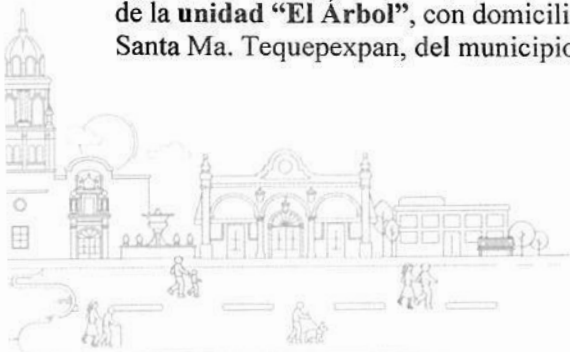 de la unidad “El Árbol”, con domicili
Santa Ma. Tequepexpan, del municipio